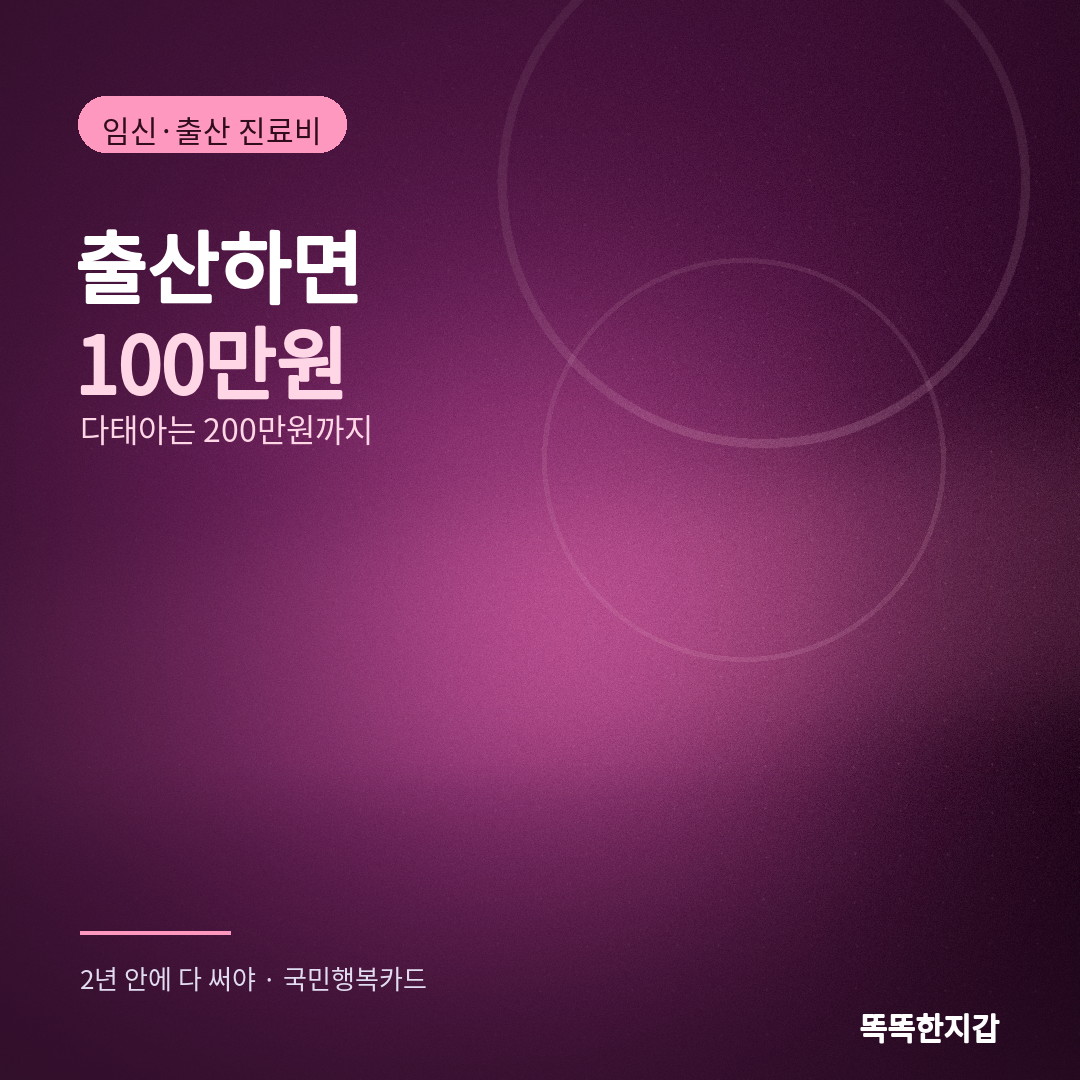 임신·출산 진료비
출산하면
100만원
다태아는 200만원까지
2년 안에 다 써야 · 국민행복카드
똑똑한지갑